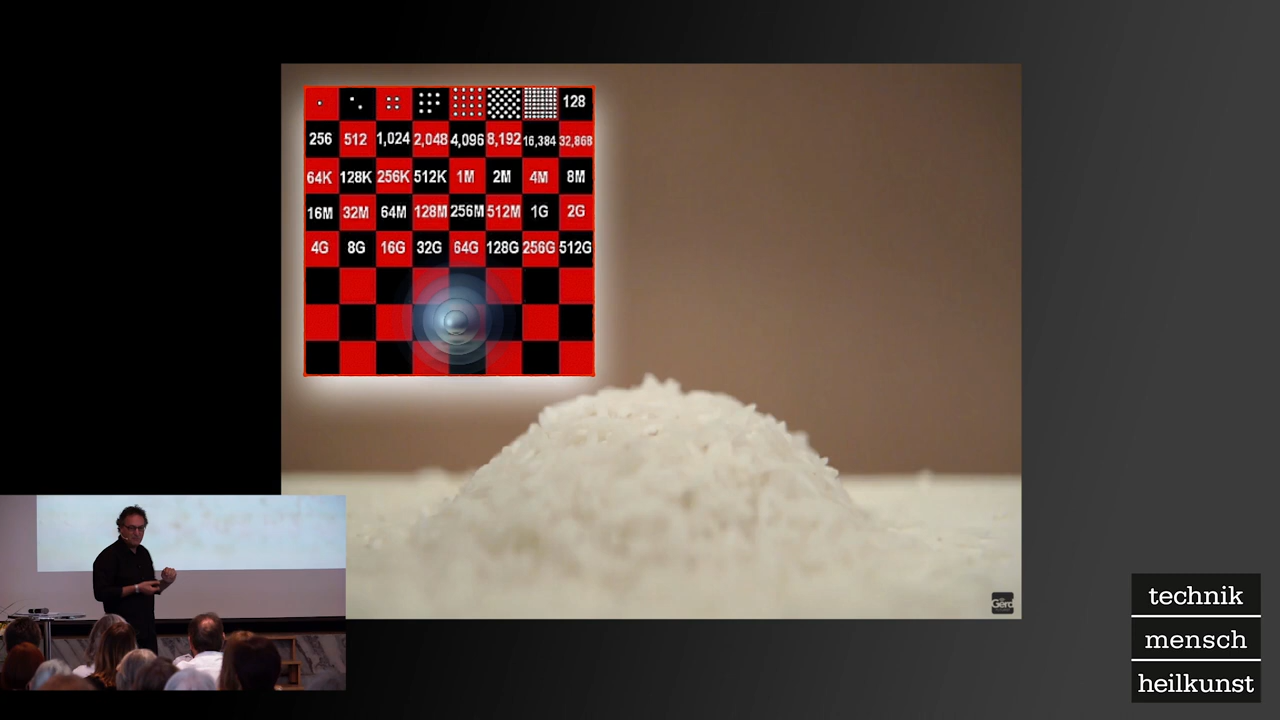 128
256 512 1,024 2,048 4,096 8,192 16,384 32,868
64K 128K 256K 512K 1M 2M 4M 8M
16M 32M 64M 128M 256M 512M 1G 2G
4G 8G 16G 32G 64G 128G 256G 512G
Gerd
technik
mensch
heilkunst